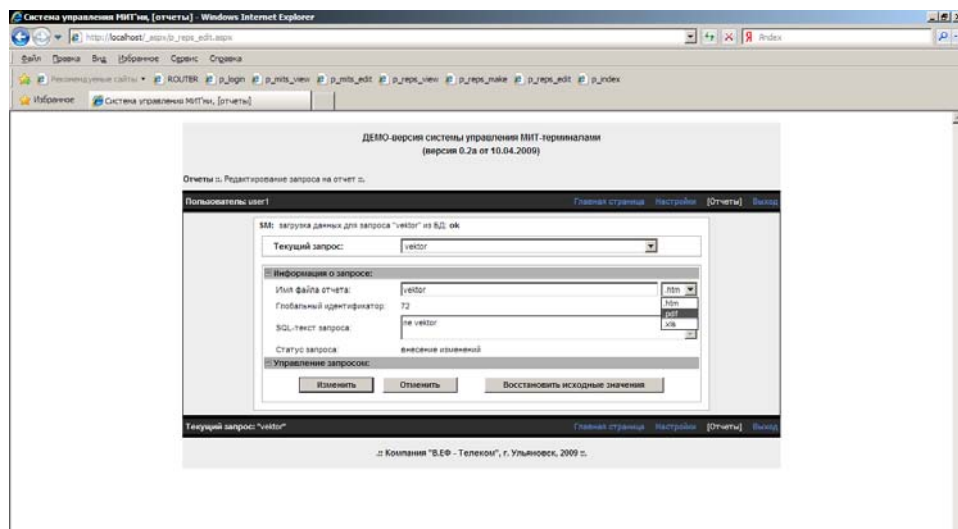 Система управления МИТ'ми, [отчеты] - Windows Internet Explorer
http://localhost/_aspx/p_reps_edit.aspx
Яndex
Файл Правка Вид Избранное Сервис Справка
Рекомендуемые сайты ROUTER p_login p_mits_view p_mits_edit p_reps_view p_reps_make p_reps_edit p_index
Избранное Система управления МИТ'ми, [отчеты]
ДЕМО-версия системы управления МИТ-терминалами
(версия 0.2a от 10.04.2009)
Отчеты ::. Редактирование запроса на отчет ::.
Пользователь: user1 Главная страница Настройки [Отчеты] Выход
SM: загрузка данных для запроса "vektor" из БД: ok
Текущий запрос: vektor
Информация о запросе:
Имя файла отчета: vektor .htm
.htm
Глобальный идентификатор: 72
.pdf
.xls
SQL-текст запроса: ne vektor
Статус запроса: внесение изменений
Управление запросом:
Изменить Отменить Восстановить исходные значения
Текущий запрос: "vektor" Главная страница Настройки [Отчеты] Выход
.:: Компания "В.ЕФ - Телеком", г. Ульяновск, 2009 ::.